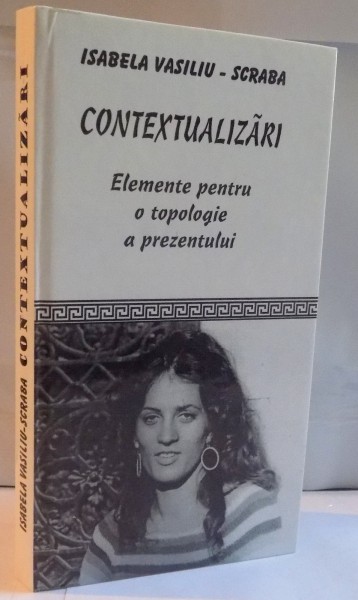 ISABELA VASILIU - SCRABA
CONTEXTUALIZĂRI
Elemente pentru
o topologie
a prezentului
ISABELA VASILIU-SCRABA CONTEXTUALIZĂRI